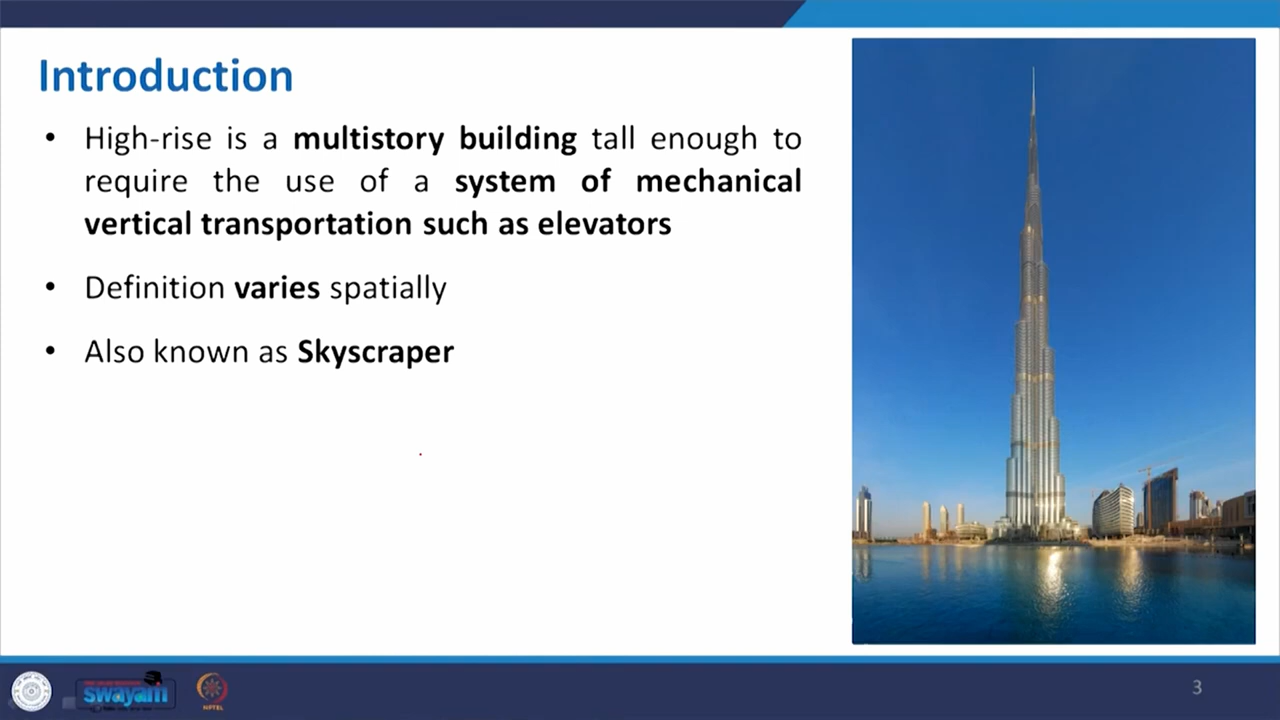 Introduction
• High-rise is a multistory building tall enough to
require the use of a system of mechanical
vertical transportation such as elevators
• Definition varies spatially
• Also known as Skyscraper
swayam
NPTEL
3